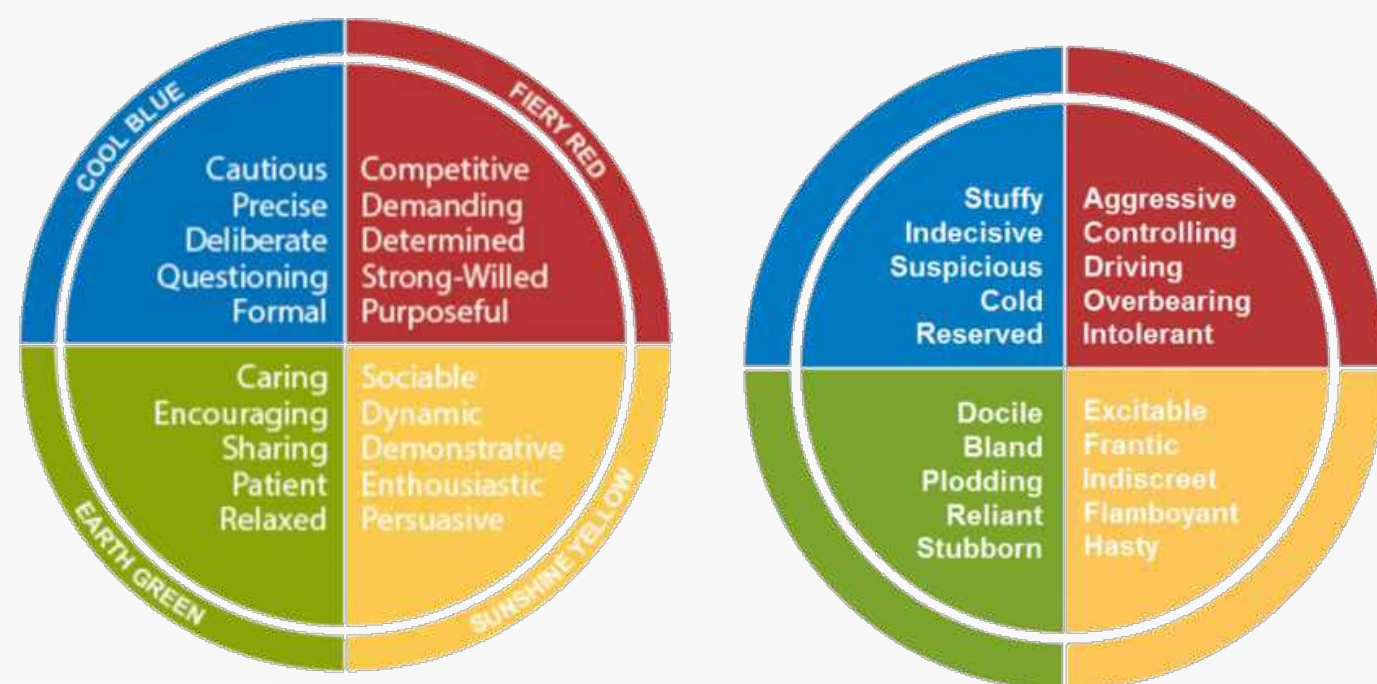 COOL BLUE
Cautious
Precise
Deliberate
Questioning
Formal
FIERY RED
Competitive
Demanding
Determined
Strong-Willed
Purposeful
EARTH GREEN
Caring
Encouraging
Sharing
Patient
Relaxed
SUNSHINE YELLOW
Sociable
Dynamic
Demonstrative
Enthousiastic
Persuasive
Stuffy
Indecisive
Suspicious
Cold
Reserved
Aggressive
Controlling
Driving
Overbearing
Intolerant
Docile
Bland
Plodding
Reliant
Stubborn
Excitable
Frantic
Indiscreet
Flamboyant
Hasty